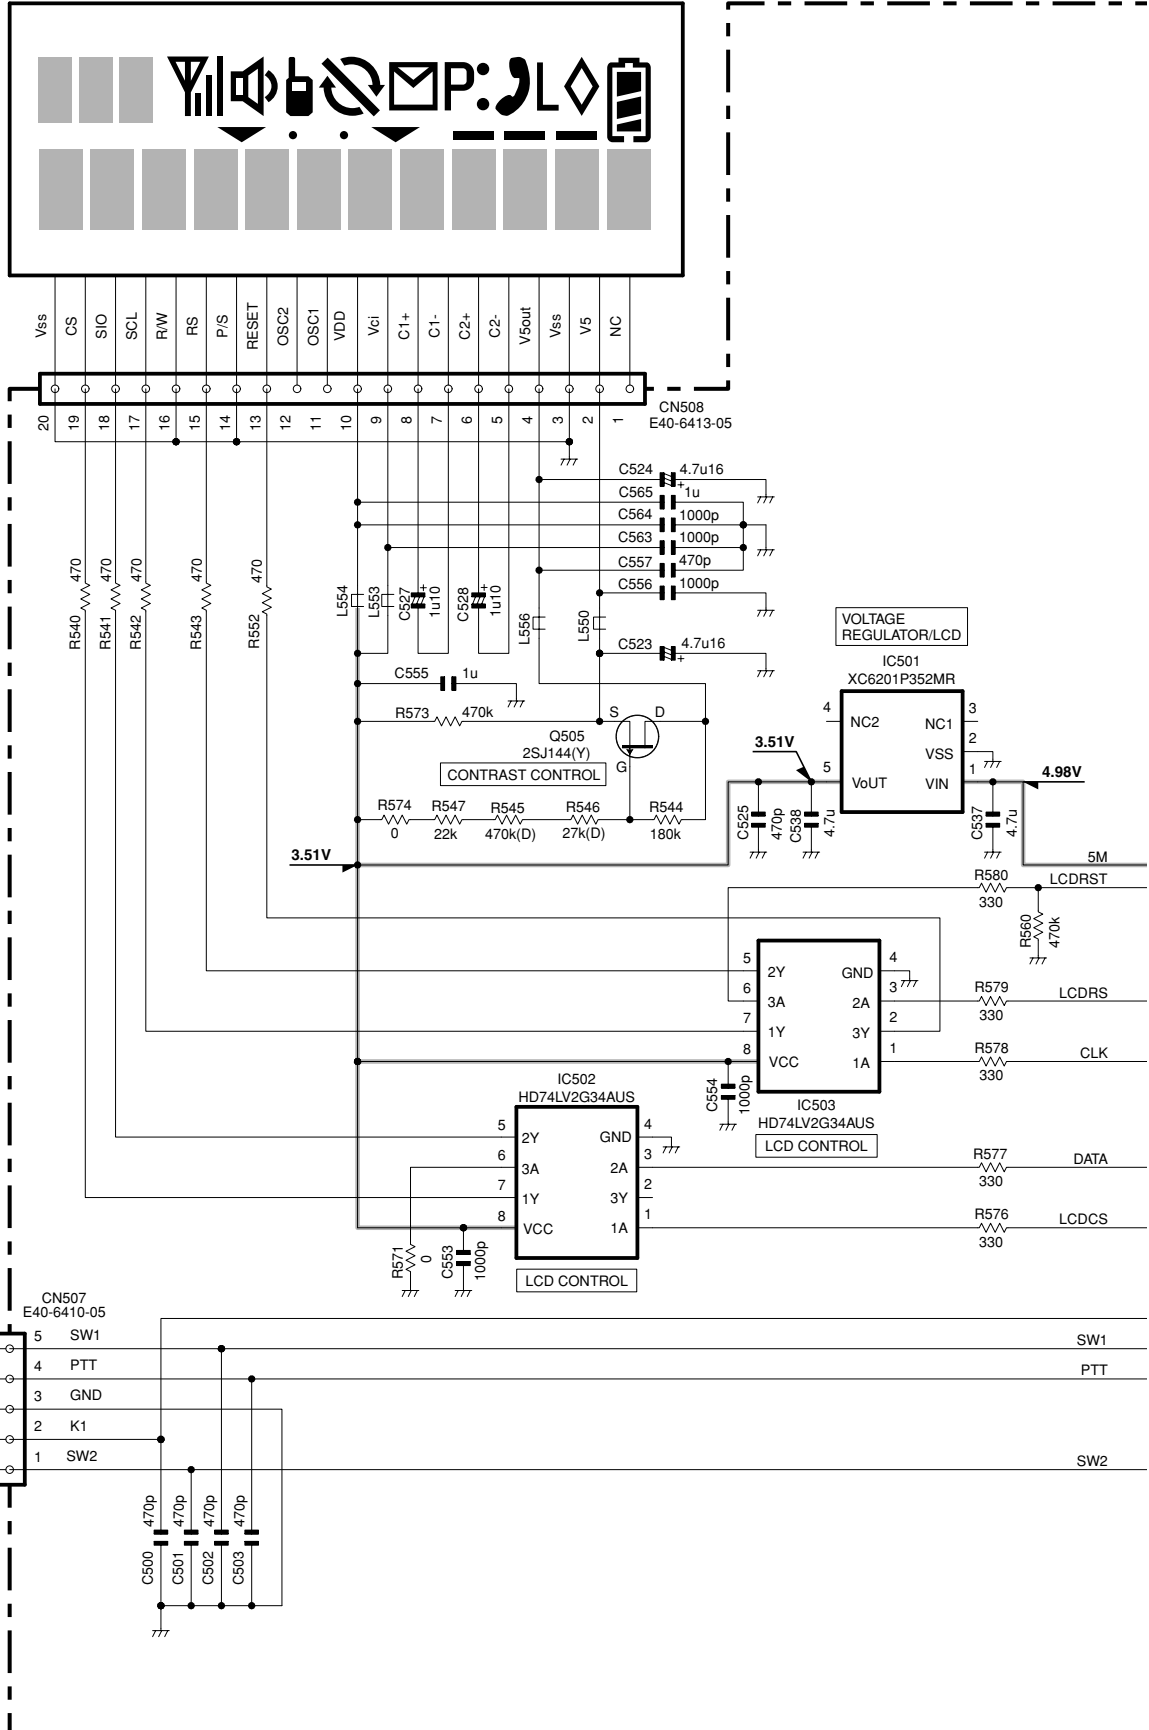 P: L
Vss CS SIO SCL R/W RS P/S RESET OSC2 OSC1 VDD Vci C1+ C1- C2+ C2- V5out Vss V5 NC
20 19 18 17 16 15 14 13 12 11 10 9 8 7 6 5 4 3 2 1
CN508
E40-6413-05
C524 4.7u16
+
C565 1u
C564 1000p
C563 1000p
C557 470p
C556 1000p
R540 470
R541 470
R542 470
R543 470
R552 470
L554
L553
C527 1u10 +
C528 1u10 +
L556
L550
C523 4.7u16
+
C555 1u
R573 470k
S D
G
Q505
2SJ144(Y)
CONTRAST CONTROL
R574 R547 R545 R546 R544
0 22k 470k(D) 27k(D) 180k
VOLTAGE
REGULATOR/LCD
IC501
XC6201P352MR
4 NC2 NC1 3
VSS 2
5 VoUT VIN 1
3.51V
4.98V
C525 470p
C538 4.7u
C537 4.7u
3.51V
5M
R580 LCDRST
330
R560 470k
5 2Y GND 4
6 3A 2A 3
7 1Y 3Y 2
8 VCC 1A 1
R579 LCDRS
330
R578 CLK
330
C554 1000p
IC503
HD74LV2G34AUS
LCD CONTROL
IC502
HD74LV2G34AUS
5 2Y GND 4
6 3A 2A 3
7 1Y 3Y 2
8 VCC 1A 1
R577 DATA
330
R576 LCDCS
330
R571 0
C553 1000p
LCD CONTROL
CN507
E40-6410-05
5 SW1 SW1
4 PTT PTT
3 GND
2 K1
1 SW2 SW2
C500 470p
C501 470p
C502 470p
C503 470p